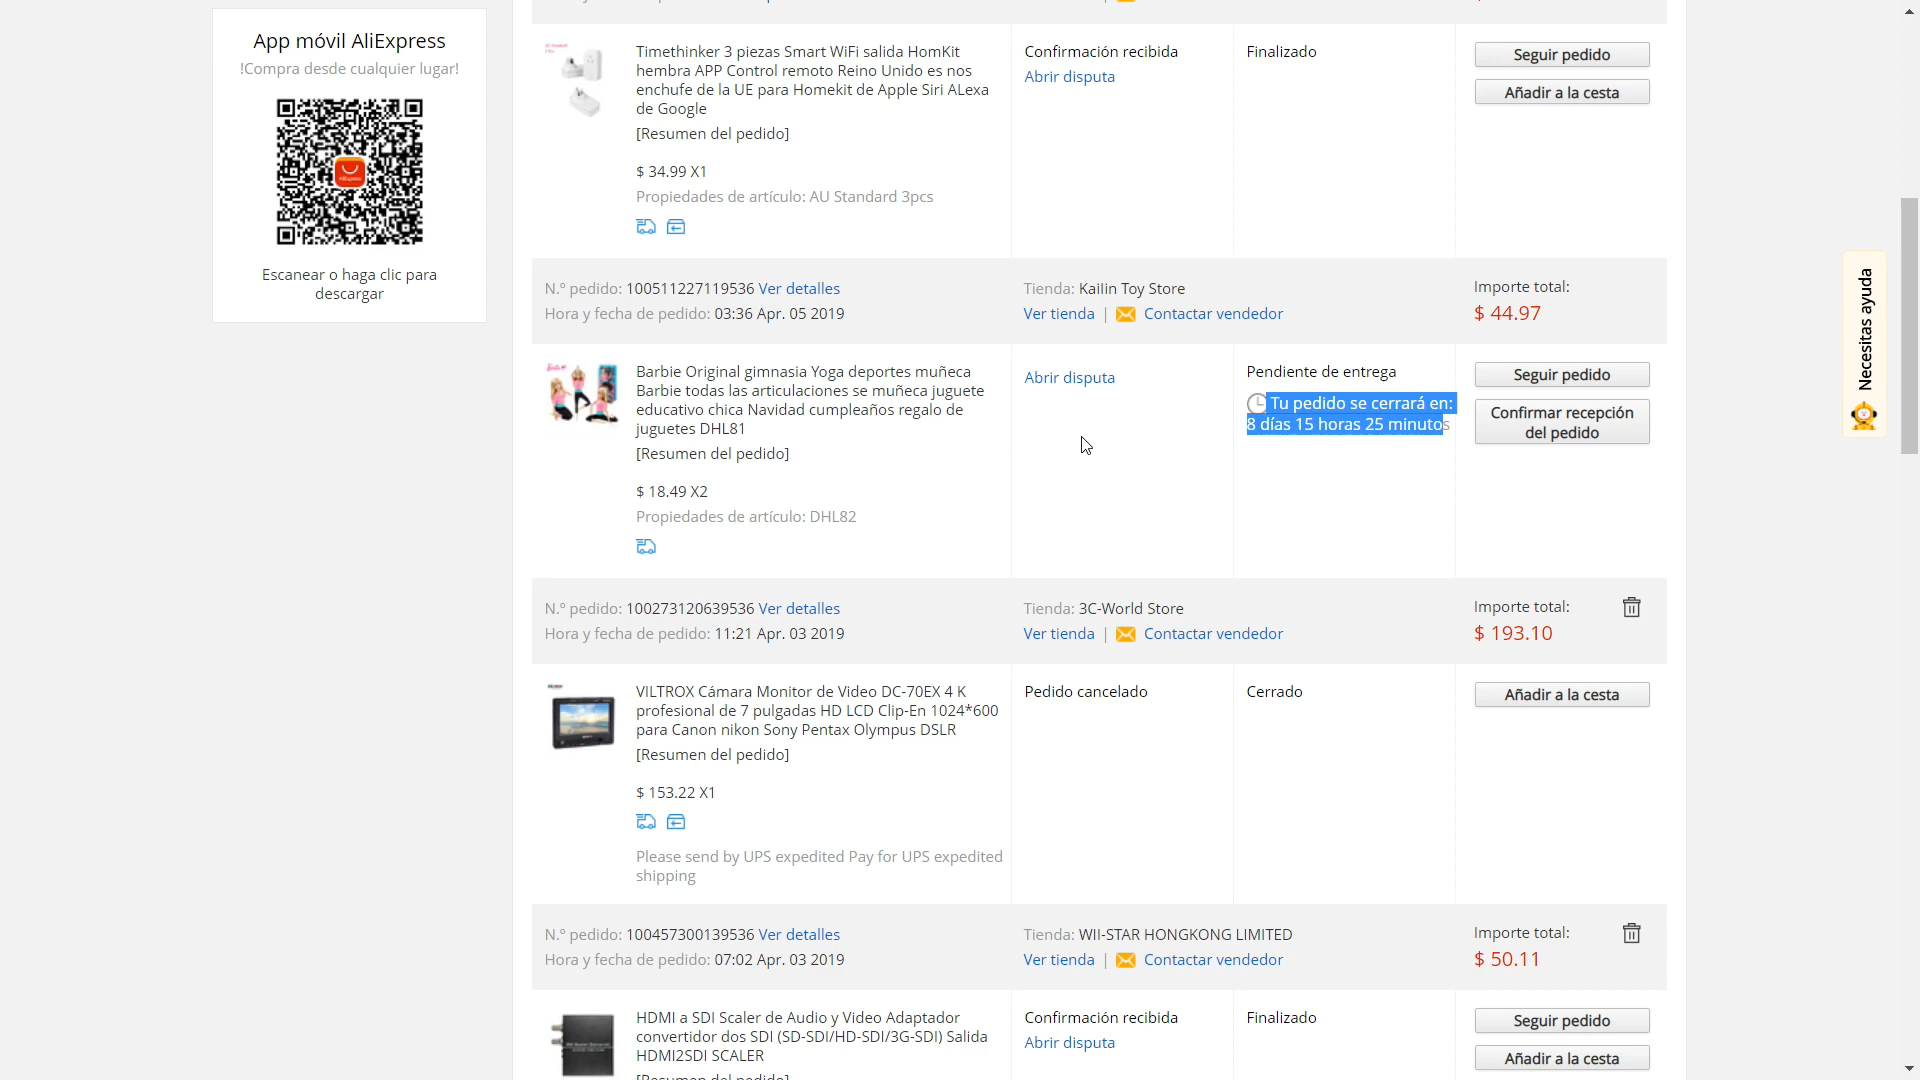 App móvil AliExpress
!Compra desde cualquier lugar!
Escanear o haga clic para
descargar
Timethinker 3 piezas Smart WiFi salida HomKit
hembra APP Control remoto Reino Unido es nos
enchufe de la UE para Homekit de Apple Siri ALexa
de Google
[Resumen del pedido]
$ 34.99 X1
Propiedades de artículo: AU Standard 3pcs
Confirmación recibida
Abrir disputa
Finalizado
Seguir pedido
Añadir a la cesta
N.º pedido: 100511227119536 Ver detalles
Hora y fecha de pedido: 03:36 Apr. 05 2019
Tienda: Kailin Toy Store
Ver tienda | Contactar vendedor
Importe total:
$ 44.97
Barbie Original gimnasia Yoga deportes muñeca
Barbie todas las articulaciones se muñeca juguete
educativo chica Navidad cumpleaños regalo de
juguetes DHL81
[Resumen del pedido]
$ 18.49 X2
Propiedades de artículo: DHL82
Abrir disputa
Pendiente de entrega
Tu pedido se cerrará en:
8 días 15 horas 25 minutos
Seguir pedido
Confirmar recepción
del pedido
N.º pedido: 100273120639536 Ver detalles
Hora y fecha de pedido: 11:21 Apr. 03 2019
Tienda: 3C-World Store
Ver tienda | Contactar vendedor
Importe total:
$ 193.10
VILTROX Cámara Monitor de Video DC-70EX 4 K
profesional de 7 pulgadas HD LCD Clip-En 1024*600
para Canon nikon Sony Pentax Olympus DSLR
[Resumen del pedido]
$ 153.22 X1
Please send by UPS expedited Pay for UPS expedited
shipping
Pedido cancelado
Cerrado
Añadir a la cesta
N.º pedido: 100457300139536 Ver detalles
Hora y fecha de pedido: 07:02 Apr. 03 2019
Tienda: WII-STAR HONGKONG LIMITED
Ver tienda | Contactar vendedor
Importe total:
$ 50.11
HDMI a SDI Scaler de Audio y Video Adaptador
convertidor dos SDI (SD-SDI/HD-SDI/3G-SDI) Salida
HDMI2SDI SCALER
[Resumen del pedido]
Confirmación recibida
Abrir disputa
Finalizado
Seguir pedido
Añadir a la cesta
Necesitas ayuda